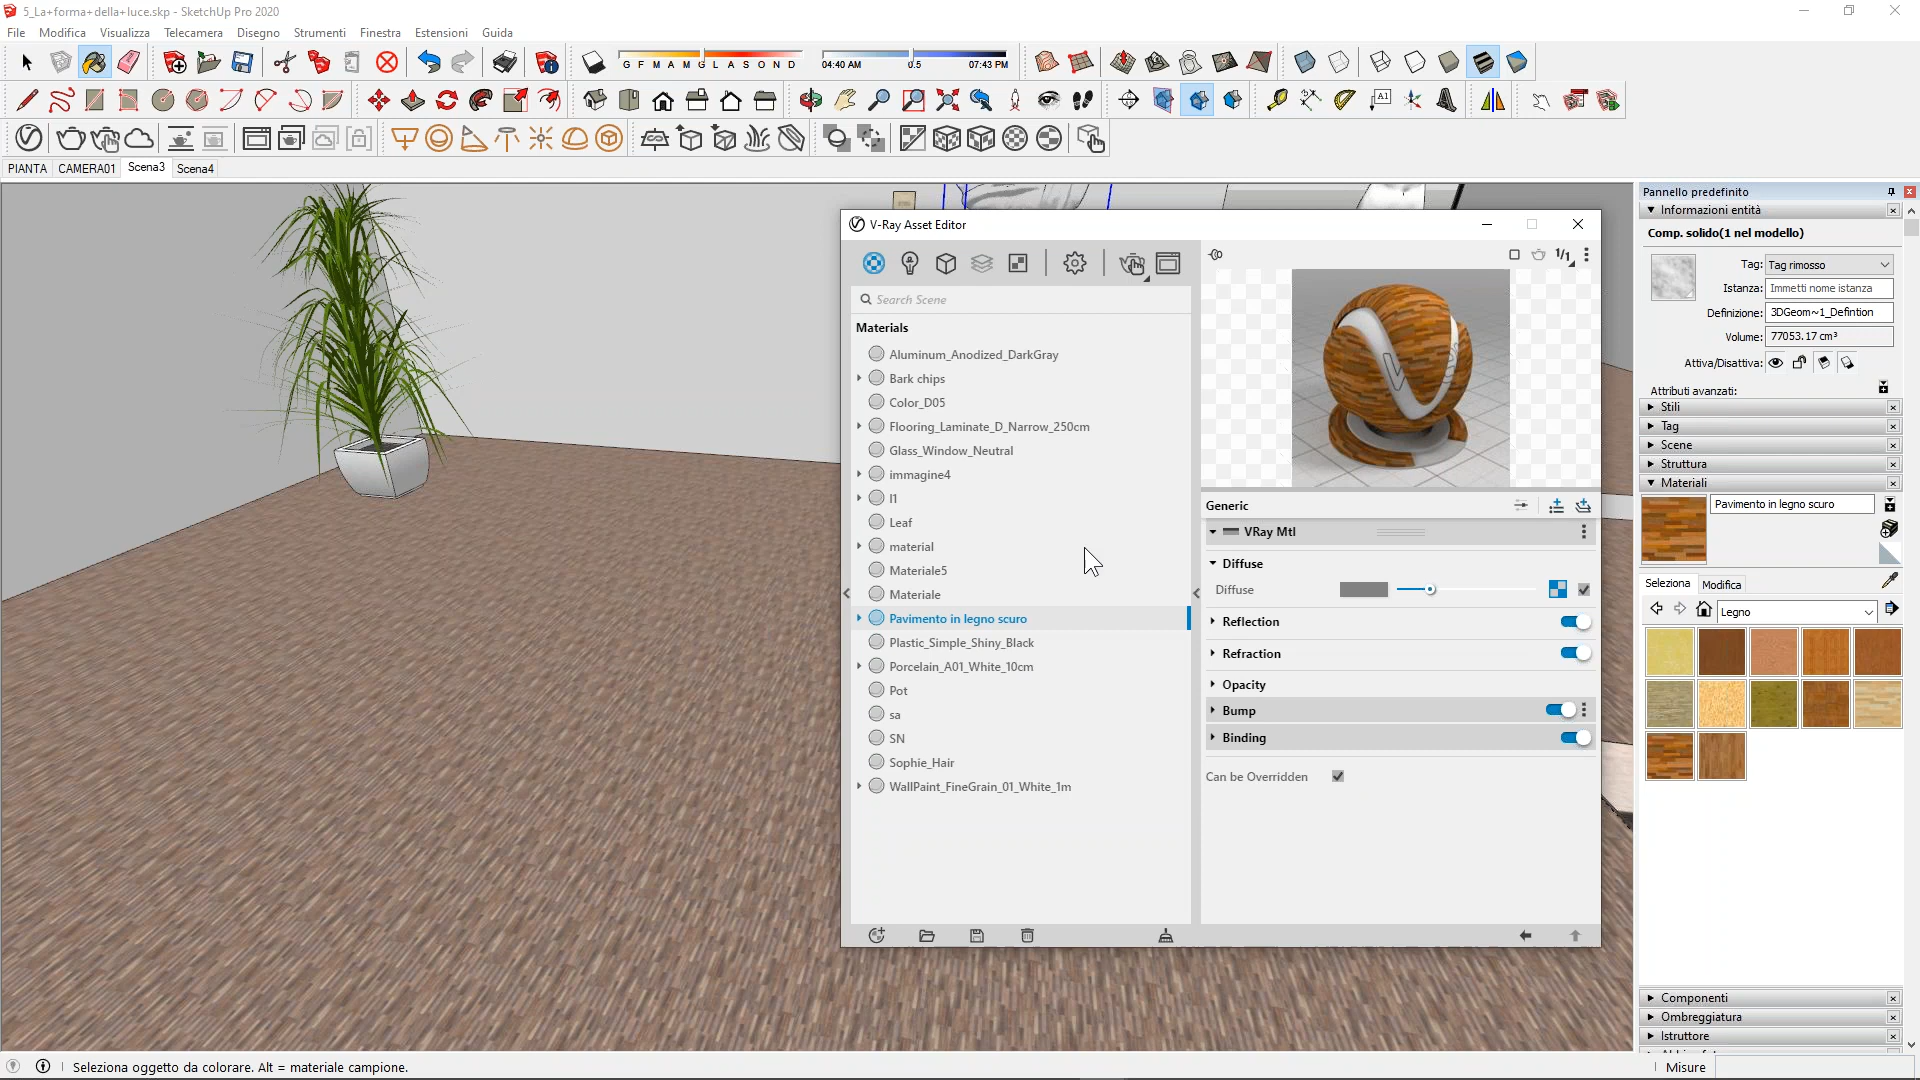 5_La+forma+della+luce.skp - SketchUp Pro 2020
File Modifica Visualizza Telecamera Disegno Strumenti Finestra Estensioni Guida
G F M A M G L A S O N D
04:40 AM 0.5 07:43 PM
A1
PIANTA CAMERA01 Scena3 Scena4
V-Ray Asset Editor
1/1
Search Scene
Materials
Aluminum_Anodized_DarkGray
Bark chips
Color_D05
Flooring_Laminate_D_Narrow_250cm
Glass_Window_Neutral
immagine4
l1
Leaf
material
Materiale5
Materiale
Pavimento in legno scuro
Plastic_Simple_Shiny_Black
Porcelain_A01_White_10cm
Pot
sa
SN
Sophie_Hair
WallPaint_FineGrain_01_White_1m
Generic
VRay Mtl
Diffuse
Diffuse
Reflection
Refraction
Opacity
Bump
Binding
Can be Overridden
Pannello predefinito
Informazioni entità
Comp. solido(1 nel modello)
Tag: Tag rimosso
Istanza: Immetti nome istanza
Definizione: 3DGeom~1_Defintion
Volume: 77053.17 cm³
Attiva/Disattiva:
Attributi avanzati:
Stili
Tag
Scene
Struttura
Materiali
Pavimento in legno scuro
Seleziona Modifica
Legno
Componenti
Ombreggiatura
Istruttore
Seleziona oggetto da colorare. Alt = materiale campione.
Misure